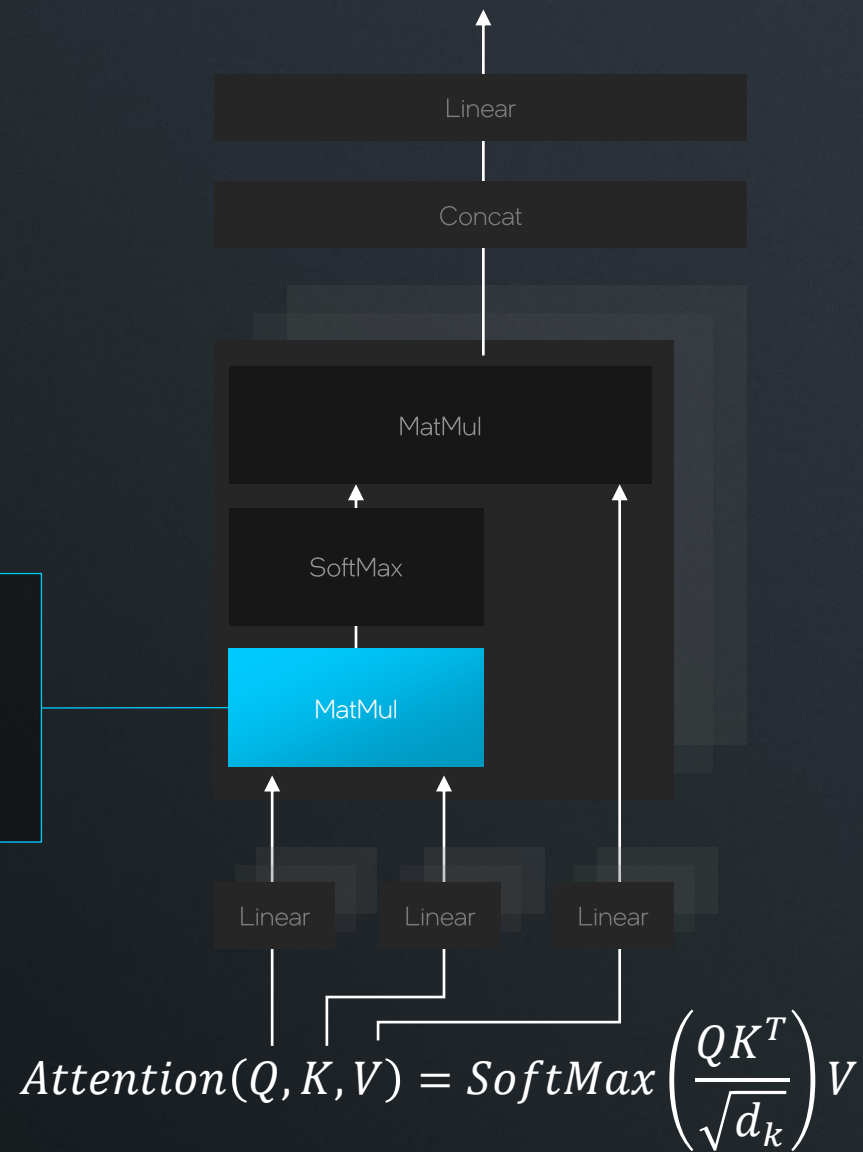 Linear
Concat
MatMul
SoftMax
MatMul
Linear Linear Linear
Attention(Q, K, V) = SoftMax(QK^T / √d_k)V